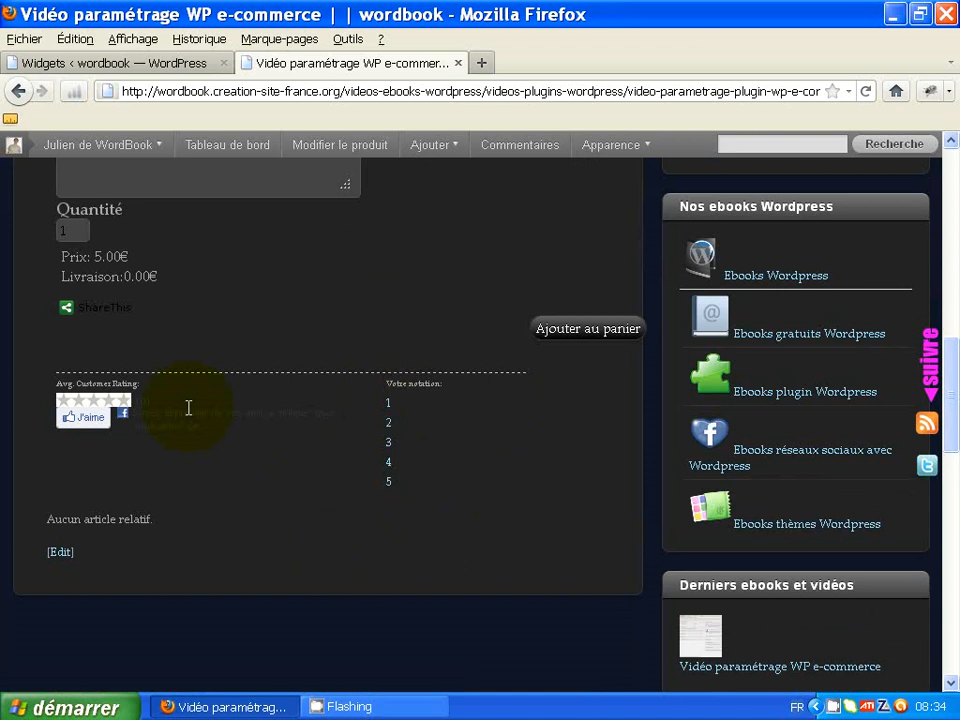 Vidéo paramétrage WP e-commerce | | wordbook - Mozilla Firefox
Fichier Édition Affichage Historique Marque-pages Outils ?
Widgets ‹ wordbook — WordPress
Vidéo paramétrage WP e-commer...
http://wordbook.creation-site-france.org/videos-ebooks-wordpress/videos-plugins-wordpress/video-parametrage-plugin-wp-e-cor
Julien de WordBook Tableau de bord Modifier le produit Ajouter Commentaires Apparence Recherche
Quantité
1
Prix: 5.00€
Livraison:0.00€
ShareThis
Ajouter au panier
Avg. Customer Rating:
J'aime
Votre notation:
1
2
3
4
5
Aucun article relatif.
[Edit]
Nos ebooks Wordpress
Ebooks Wordpress
Ebooks gratuits Wordpress
Ebooks plugin Wordpress
Ebooks réseaux sociaux avec
Wordpress
Ebooks thèmes Wordpress
Derniers ebooks et vidéos
Vidéo paramétrage WP e-commerce
suivre
démarrer
Vidéo paramétrag...
Flashing
FR
08:34